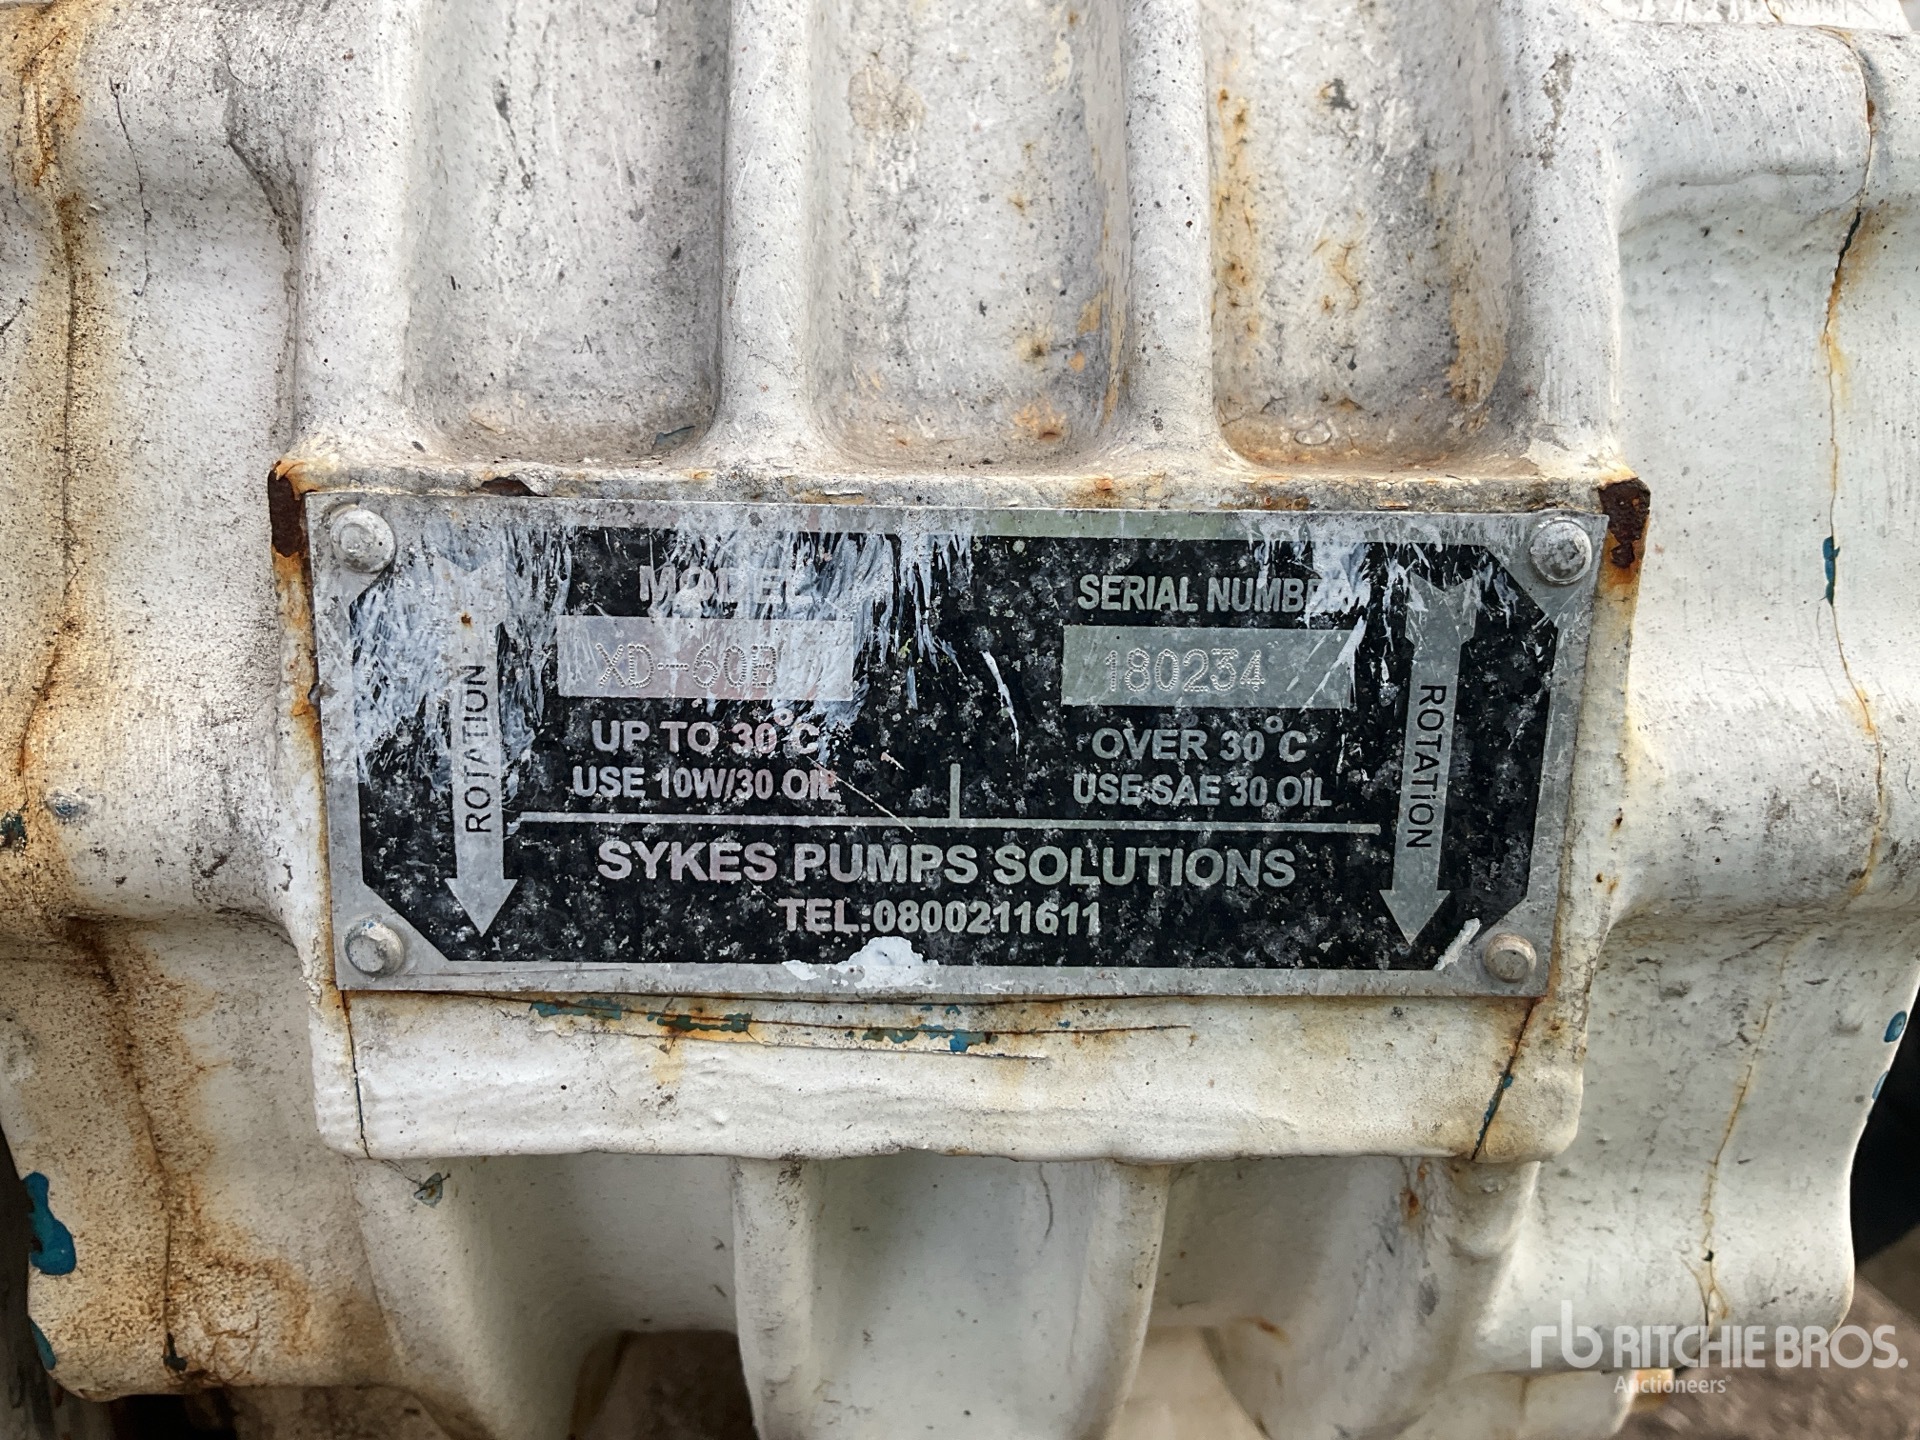 MODEL
SERIAL NUMBER
XD-60B
180234
ROTATION
ROTATION
UP TO 30°C
OVER 30°C
USE 10W/30 OIL
USE SAE 30 OIL
SYKES PUMPS SOLUTIONS
TEL:0800211611
rb RITCHIE BROS.
Auctioneers